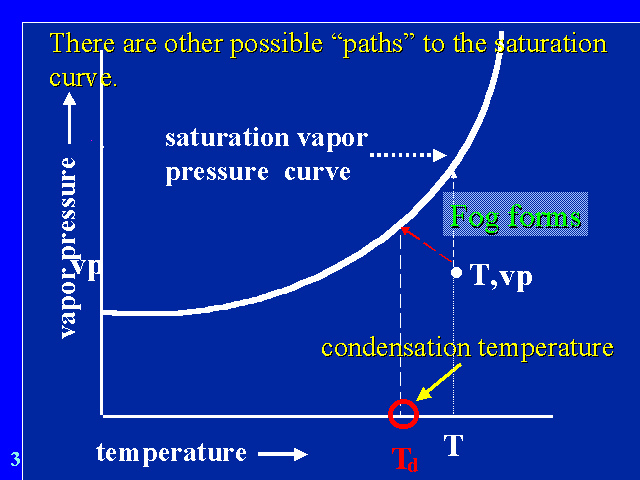 There are other possible “paths” to the saturation
curve.
saturation vapor
pressure curve
vapor pressure
Fog forms
vp
T,vp
condensation temperature
temperature
Td
T
3